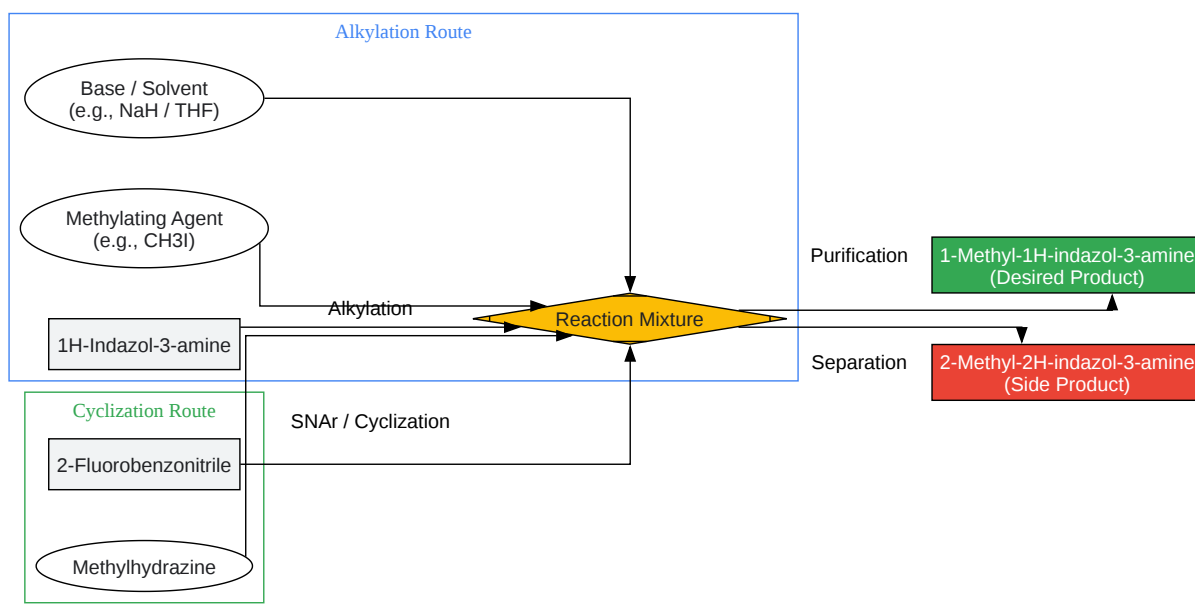 Alkylation Route
Base / Solvent
(e.g., NaH / THF)
Methylating Agent
(e.g., CH3I)
Alkylation
1H-Indazol-3-amine
Reaction Mixture
Purification
1-Methyl-1H-indazol-3-amine
(Desired Product)
Separation
2-Methyl-2H-indazol-3-amine
(Side Product)
Cyclization Route
SNAr / Cyclization
2-Fluorobenzonitrile
Methylhydrazine